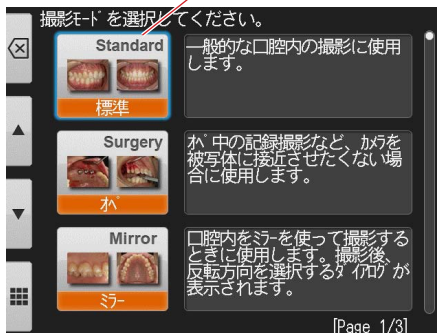 撮影ﾓｰﾄﾞを選択してください。
Standard
標準
一般的な口腔内の撮影に使用
します。
Surgery
ｵﾍﾟ
ｵﾍﾟ中の記録撮影など、ｶﾒﾗを
被写体に接近させたくない場
合に使用します。
Mirror
ﾐﾗｰ
口腔内をﾐﾗｰを使って撮影する
ときに使用します。撮影後、
反転方向を選択するﾀﾞｲｱﾛｸﾞが
表示されます。
[Page 1/3]